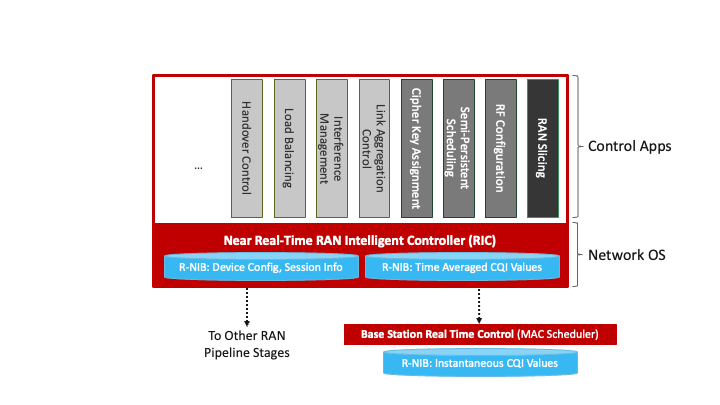 ...
Handover Control
Load Balancing
Interference
Management
Link Aggregation
Control
Cipher Key Assignment
Semi-Persistent
Scheduling
RF Configuration
RAN Slicing
Control Apps
Near Real-Time RAN Intelligent Controller (RIC)
R-NIB: Device Config, Session Info
R-NIB: Time Averaged CQI Values
Network OS
To Other RAN
Pipeline Stages
Base Station Real Time Control (MAC Scheduler)
R-NIB: Instantaneous CQI Values